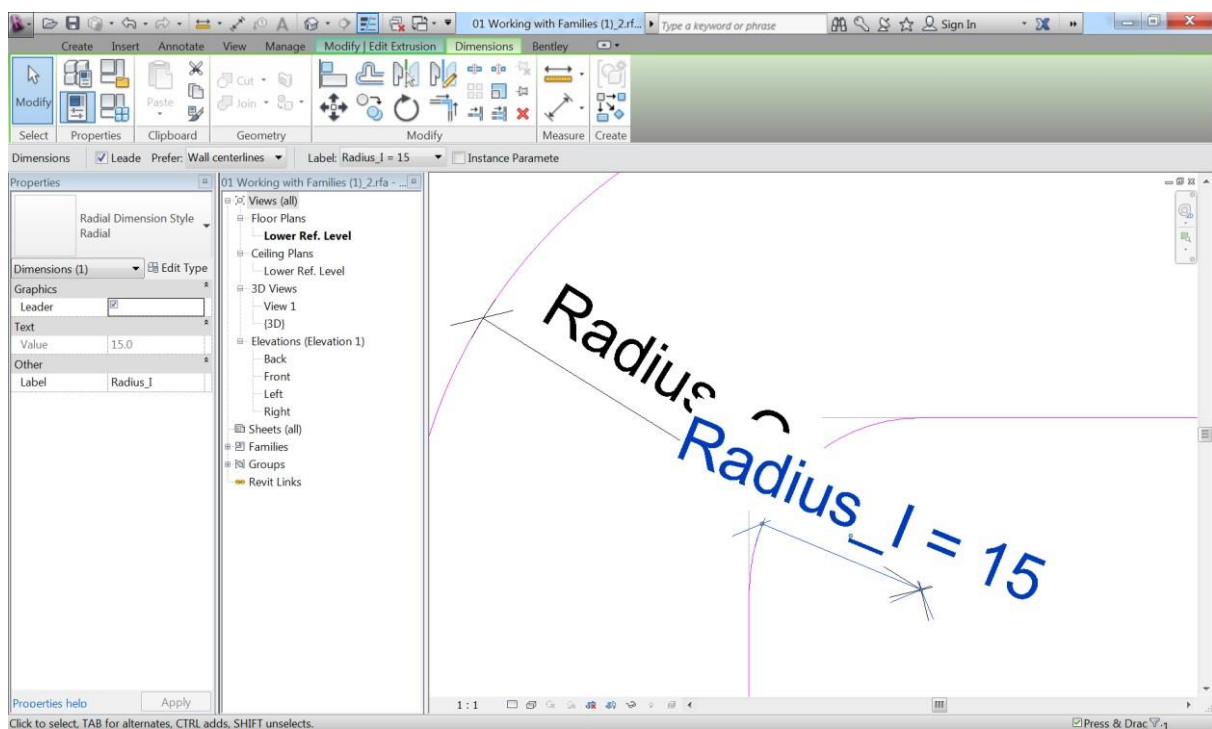 01 Working with Families (1)_2.rf... Type a keyword or phrase Sign In
Create Insert Annotate View Manage Modify | Edit Extrusion Dimensions Bentley
Modify Paste Cut Join
Select Properties Clipboard Geometry Modify Measure Create
Dimensions Leade Prefer: Wall centerlines Label: Radius_I = 15 Instance Paramete
Properties
Radial Dimension Style
Radial
Dimensions (1) Edit Type
Graphics
Leader
Text
Value 15.0
Other
Label Radius_I
Properties help Apply
01 Working with Families (1)_2.rfa - ...
Views (all)
Floor Plans
Lower Ref. Level
Ceiling Plans
Lower Ref. Level
3D Views
View 1
{3D}
Elevations (Elevation 1)
Back
Front
Left
Right
Sheets (all)
Families
Groups
Revit Links
Radius_I = 15
1 : 1
Click to select, TAB for alternates, CTRL adds, SHIFT unselects. Press & Drac